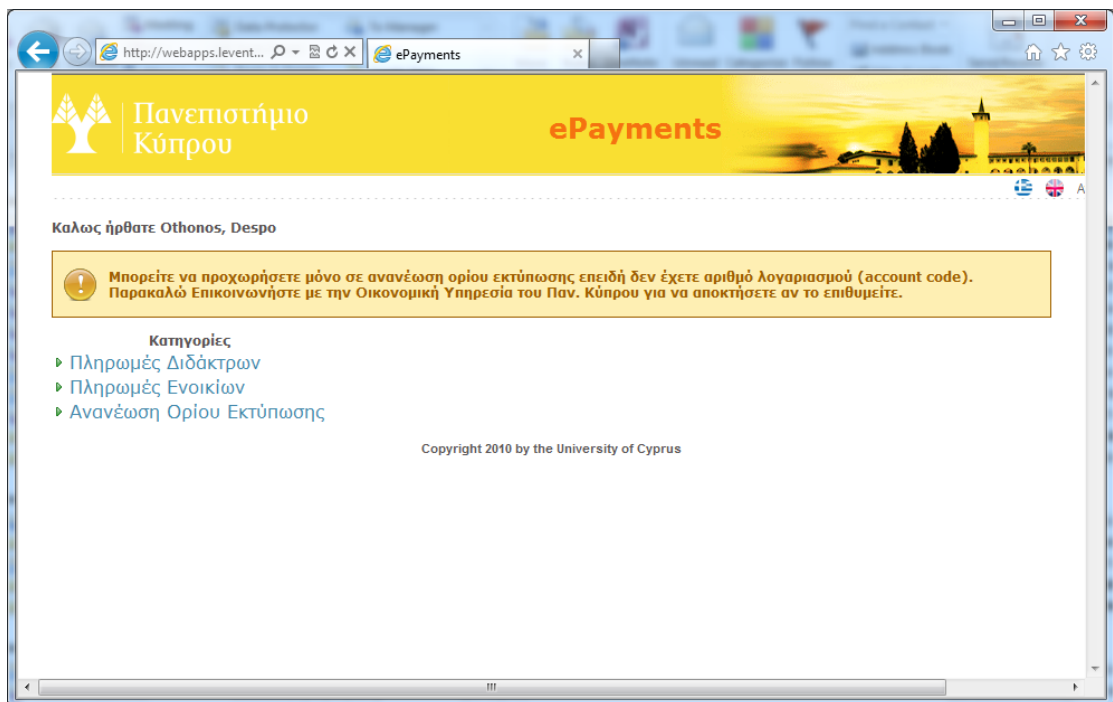 http://webapps.levent...
ePayments
Πανεπιστήμιο
Κύπρου
ePayments
A
Καλως ήρθατε Othonos, Despo
Μπορείτε να προχωρήσετε μόνο σε ανανέωση ορίου εκτύπωσης επειδή δεν έχετε αριθμό λογαριασμού (account code).
Παρακαλώ Επικοινωνήστε με την Οικονομική Υπηρεσία του Παν. Κύπρου για να αποκτήσετε αν το επιθυμείτε.
Κατηγορίες
Πληρωμές Διδάκτρων
Πληρωμές Ενοικίων
Ανανέωση Ορίου Εκτύπωσης
Copyright 2010 by the University of Cyprus